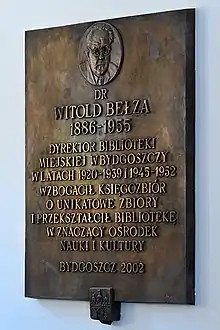 DR
WITOLD BEŁZA
1886-1955
DYREKTOR BIBLIOTEKI
MIEJSKIEJ W BYDGOSZCZY
W LATACH 1920-1939 I 1945-1952
WZBOGACIŁ KSIĘGOZBIÓR
O UNIKATOWE ZBIORY
I PRZEKSZTAŁCIŁ BIBLIOTEKĘ
W ZNACZĄCY OŚRODEK
NAUKI I KULTURY
BYDGOSZCZ 2002